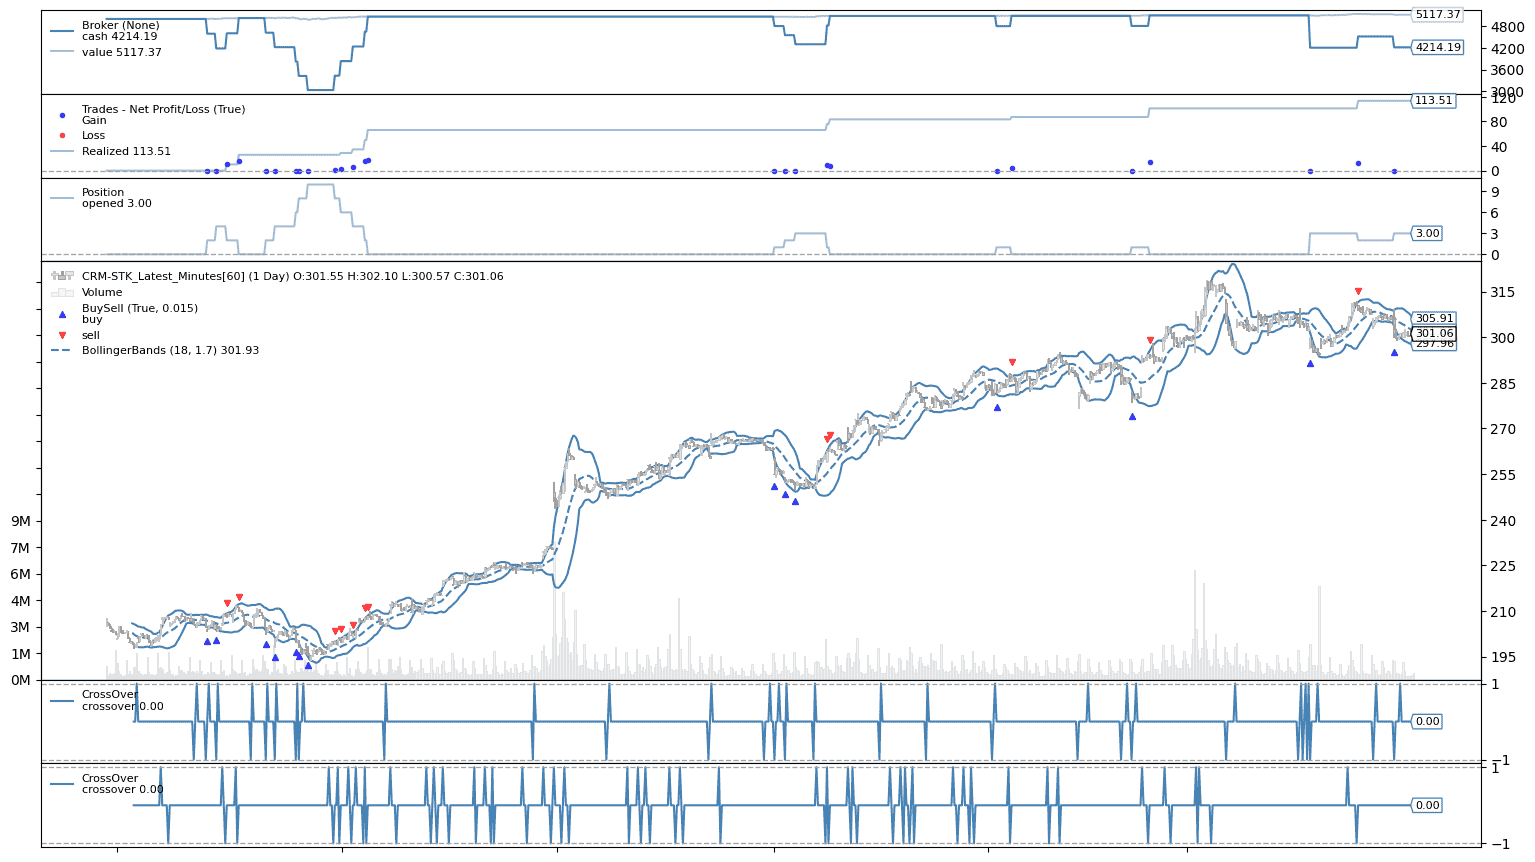 Broker (None)
cash 4214.19
value 5117.37
5117.37
4800
4214.19
4200
3600
3000
Trades - Net Profit/Loss (True)
Gain
Loss
Realized 113.51
120
113.51
80
40
0
Position
opened 3.00
9
6
3.00
3
0
CRM-STK_Latest_Minutes[60] (1 Day) O:301.55 H:302.10 L:300.57 C:301.06
Volume
BuySell (True, 0.015)
buy
sell
BollingerBands (18, 1.7) 301.93
315
305.91
301.06
297.96
300
285
270
255
240
225
210
195
9M
7M
6M
4M
3M
1M
0M
CrossOver
crossover 0.00
1
0.00
−1
CrossOver
crossover 0.00
1
0.00
−1